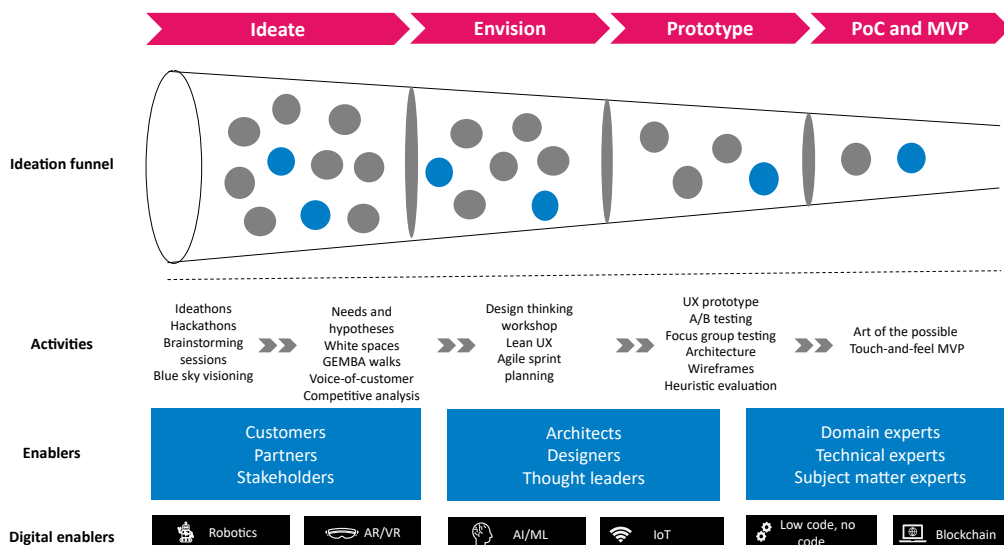 Ideate
Envision
Prototype
PoC and MVP
Ideation funnel
Activities
Ideathons
Hackathons
Brainstorming
sessions
Blue sky visioning
Needs and
hypotheses
White spaces
GEMBA walks
Voice-of-customer
Competitive analysis
Design thinking
workshop
Lean UX
Agile sprint
planning
UX prototype
A/B testing
Focus group testing
Architecture
Wireframes
Heuristic evaluation
Art of the possible
Touch-and-feel MVP
Enablers
Customers
Partners
Stakeholders
Architects
Designers
Thought leaders
Domain experts
Technical experts
Subject matter experts
Digital enablers
Robotics
AR/VR
AI/ML
IoT
Low code, no
code
Blockchain